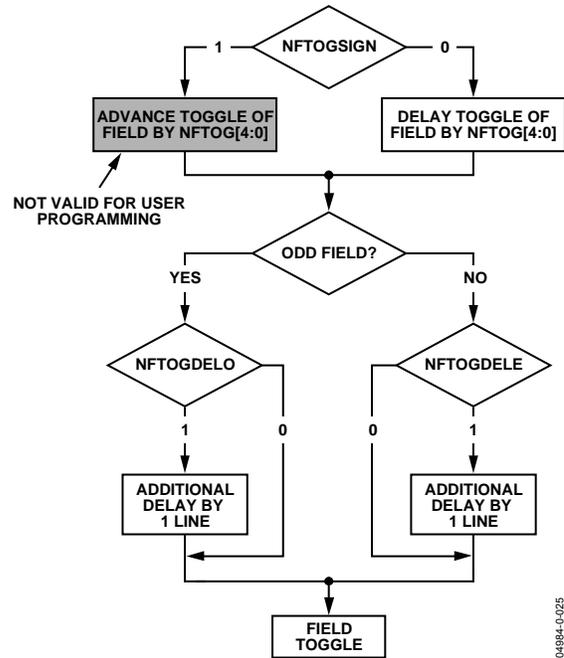 NFTOGSIGN
1
0
ADVANCE TOGGLE OF
FIELD BY NFTOG[4:0]
DELAY TOGGLE OF
FIELD BY NFTOG[4:0]
NOT VALID FOR USER
PROGRAMMING
ODD FIELD?
YES
NO
NFTOGDELO
NFTOGDELE
1
0
0
1
ADDITIONAL
DELAY BY
1 LINE
ADDITIONAL
DELAY BY
1 LINE
FIELD
TOGGLE
04984-0-025